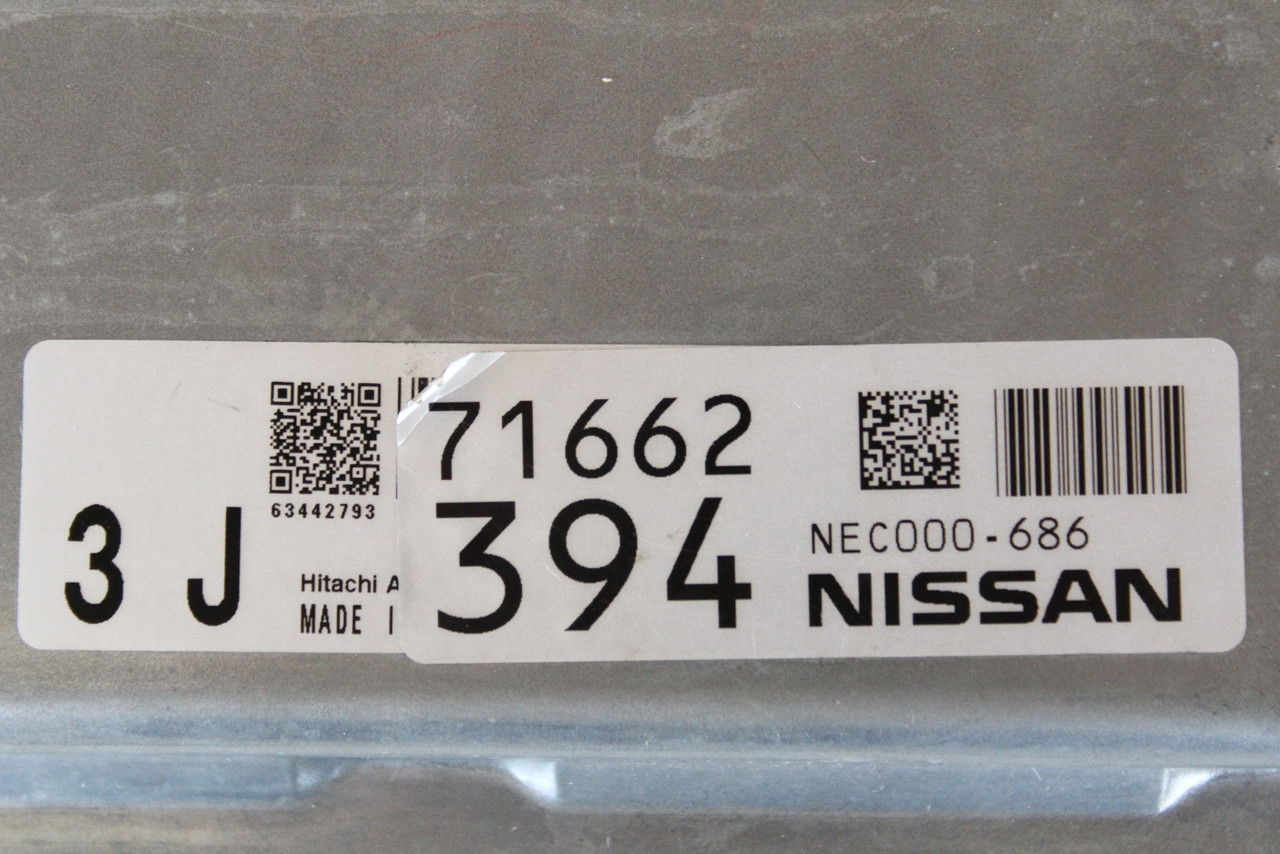 63442793
3 J
Hitachi A
MADE I
71662
394
NEC000-686
NISSAN